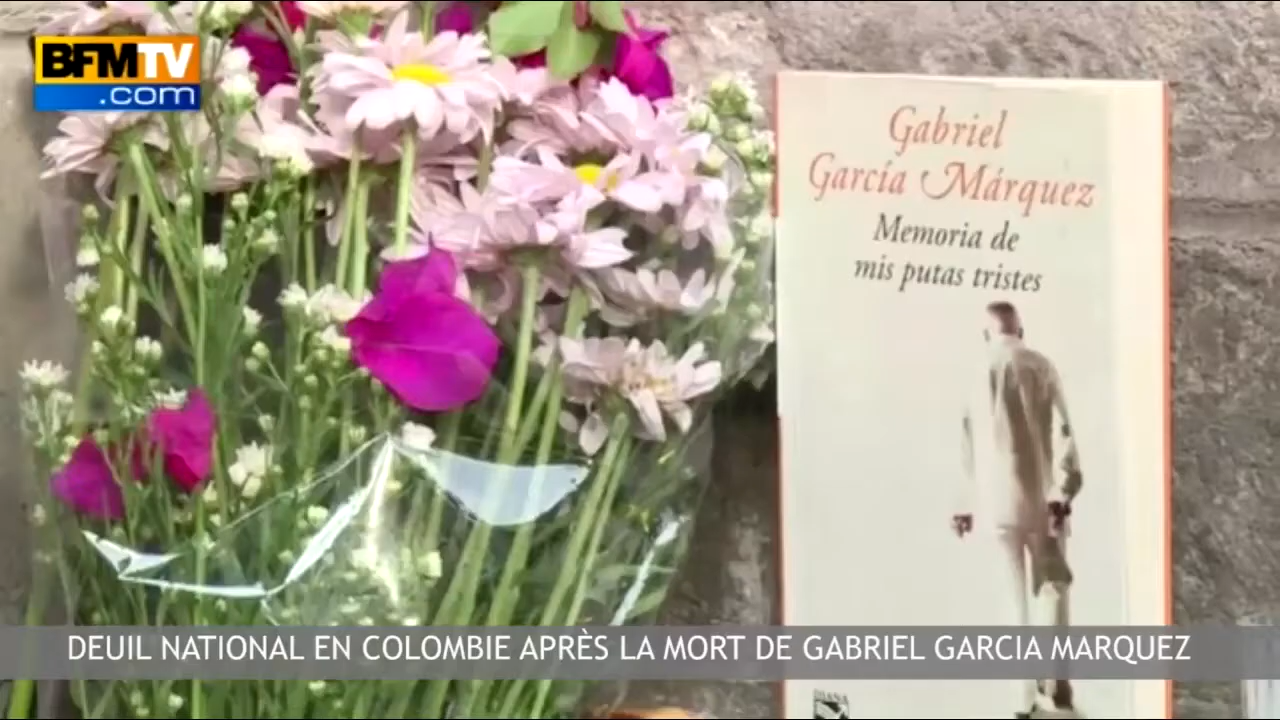 BFMTV
.com
Gabriel
García Márquez
Memoria de
mis putas tristes
DEUIL NATIONAL EN COLOMBIE APRÈS LA MORT DE GABRIEL GARCIA MARQUEZ
DIANA